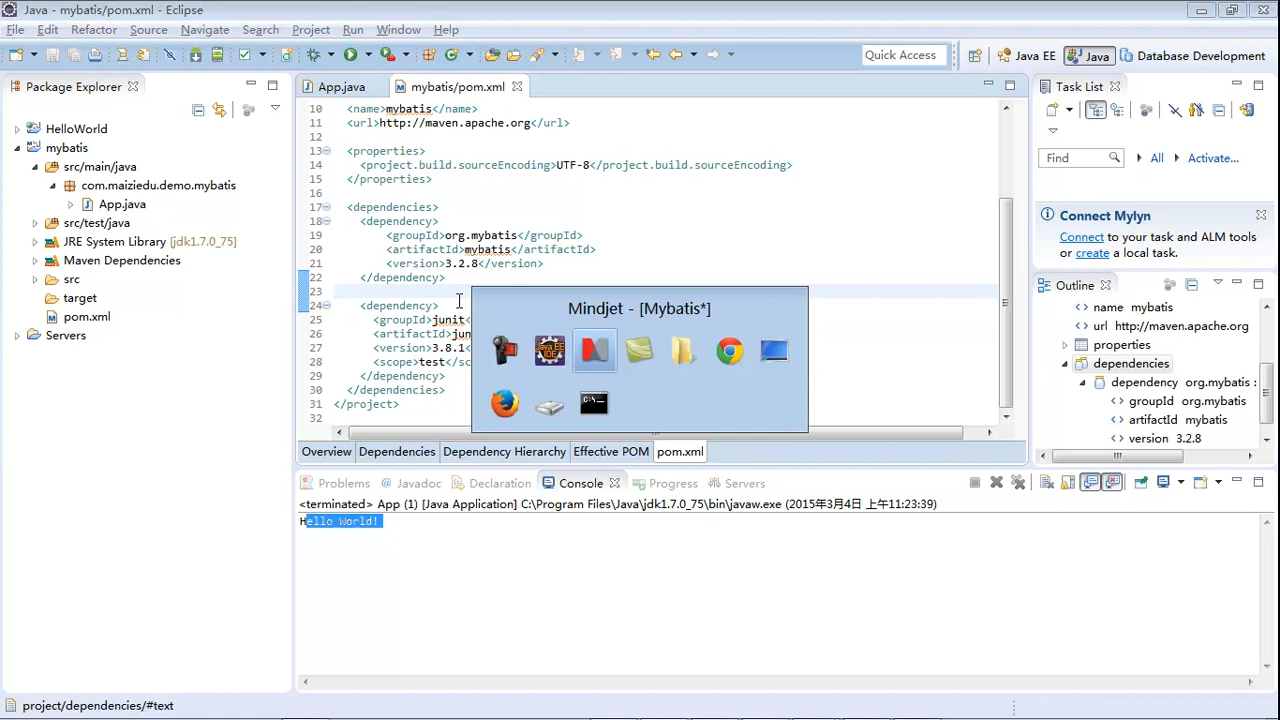 Java - mybatis/pom.xml - Eclipse
File Edit Refactor Source Navigate Search Project Run Window Help
Quick Access
Java EE
Java
Database Development
Package Explorer
HelloWorld
mybatis
src/main/java
com.maiziedu.demo.mybatis
App.java
src/test/java
JRE System Library [jdk1.7.0_75]
Maven Dependencies
src
target
pom.xml
Servers
App.java
mybatis/pom.xml
10 <name>mybatis</name>
11 <url>http://maven.apache.org</url>
12
13 <properties>
14 <project.build.sourceEncoding>UTF-8</project.build.sourceEncoding>
15 </properties>
16
17 <dependencies>
18 <dependency>
19 <groupId>org.mybatis</groupId>
20 <artifactId>mybatis</artifactId>
21 <version>3.2.8</version>
22 </dependency>
23
24 <dependency>
25 <groupId>junit<
26 <artifactId>jun
27 <version>3.8.1<
28 <scope>test</sc
29 </dependency>
30 </dependencies>
31 </project>
32
Mindjet - [Mybatis*]
Java EE
IDE
C:\_
Overview Dependencies Dependency Hierarchy Effective POM pom.xml
Task List
Find
All
Activate...
Connect Mylyn
Connect to your task and ALM tools
or create a local task.
Outline
name mybatis
url http://maven.apache.org
properties
dependencies
dependency org.mybatis :
groupId org.mybatis
artifactId mybatis
version 3.2.8
Problems
@ Javadoc
Declaration
Console
Progress
Servers
<terminated> App (1) [Java Application] C:\Program Files\Java\jdk1.7.0_75\bin\javaw.exe (2015年3月4日 上午11:23:39)
Hello World!
project/dependencies/#text